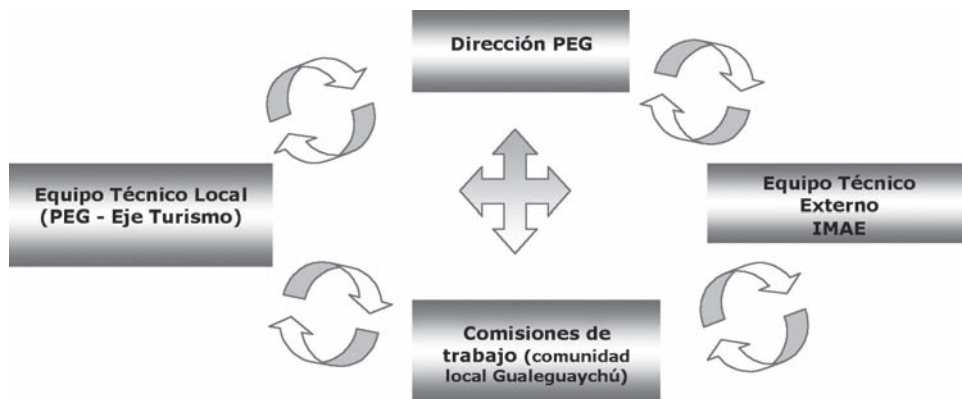 Dirección PEG
Equipo Técnico Local
(PEG - Eje Turismo)
Equipo Técnico
Externo
IMAE
Comisiones de
trabajo (comunidad
local Gualeguaychú)